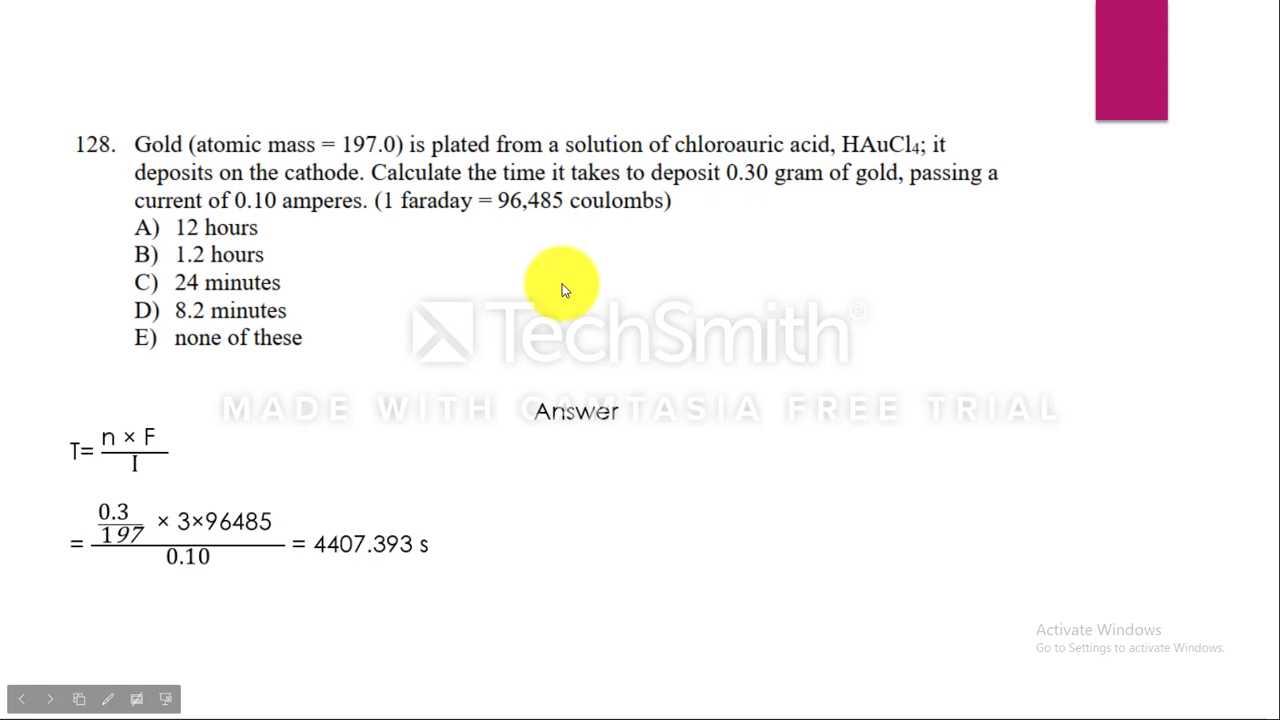 128. Gold (atomic mass = 197.0) is plated from a solution of chloroauric acid, HAuCl₄; it
deposits on the cathode. Calculate the time it takes to deposit 0.30 gram of gold, passing a
current of 0.10 amperes. (1 faraday = 96,485 coulombs)
A) 12 hours
B) 1.2 hours
C) 24 minutes
D) 8.2 minutes
E) none of these
TechSmith®
MADE WITH CAMTASIA FREE TRIAL
Answer
T= n × F
I
0.3
197 × 3×96485
= 0.10 = 4407.393 s
Activate Windows
Go to Settings to activate Windows.